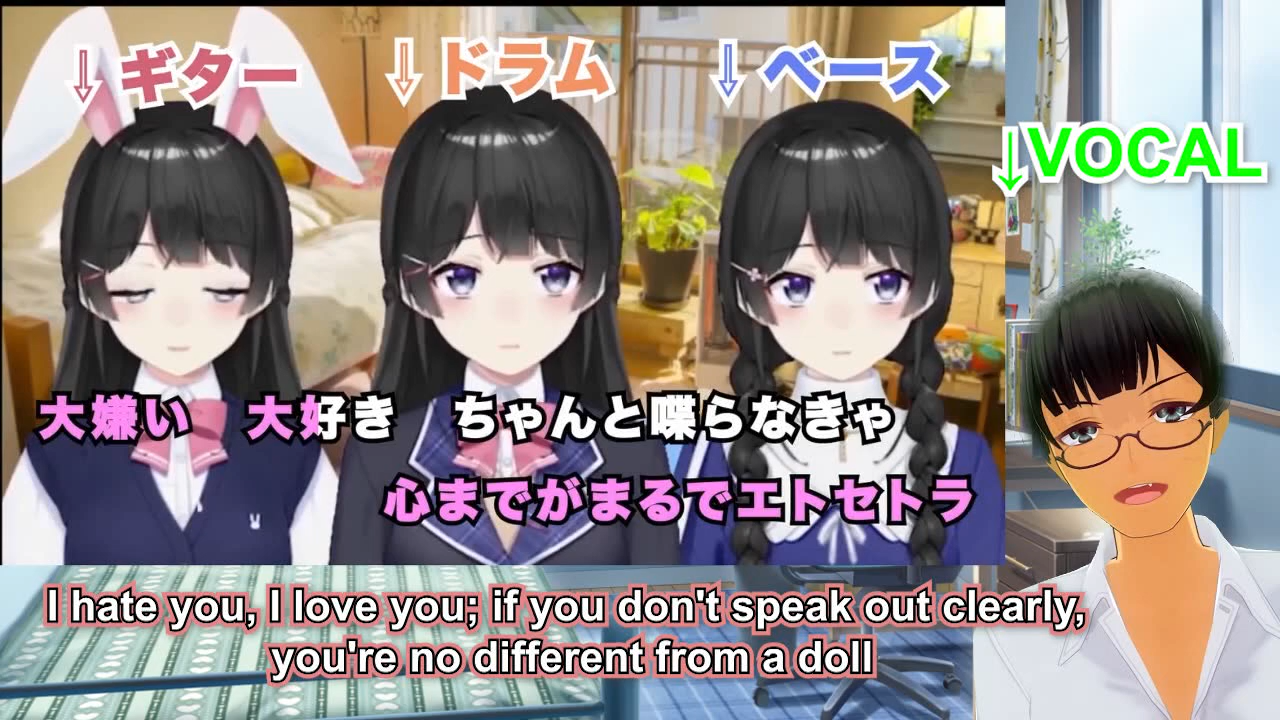 ↓ギター
↓ドラム
↓ベース
↓VOCAL
大嫌い 大好き ちゃんと喋らなきゃ
心までがまるでエトセトラ
I hate you, I love you; if you don't speak out clearly,
you're no different from a doll